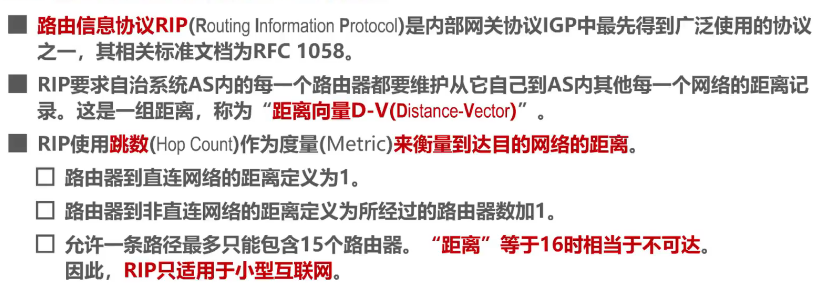 路由信息协议RIP(Routing Information Protocol)是内部网关协议IGP中最先得到广泛使用的协议
之一，其相关标准文档为RFC 1058。
RIP要求自治系统AS内的每一个路由器都要维护从它自己到AS内其他每一个网络的距离记
录。这是一组距离，称为“距离向量D-V(Distance-Vector)”。
RIP使用跳数(Hop Count)作为度量(Metric)来衡量到达目的网络的距离。
路由器到直连网络的距离定义为1。
路由器到非直连网络的距离定义为所经过的路由器数加1。
允许一条路径最多只能包含15个路由器。“距离”等于16时相当于不可达。
因此，RIP只适用于小型互联网。